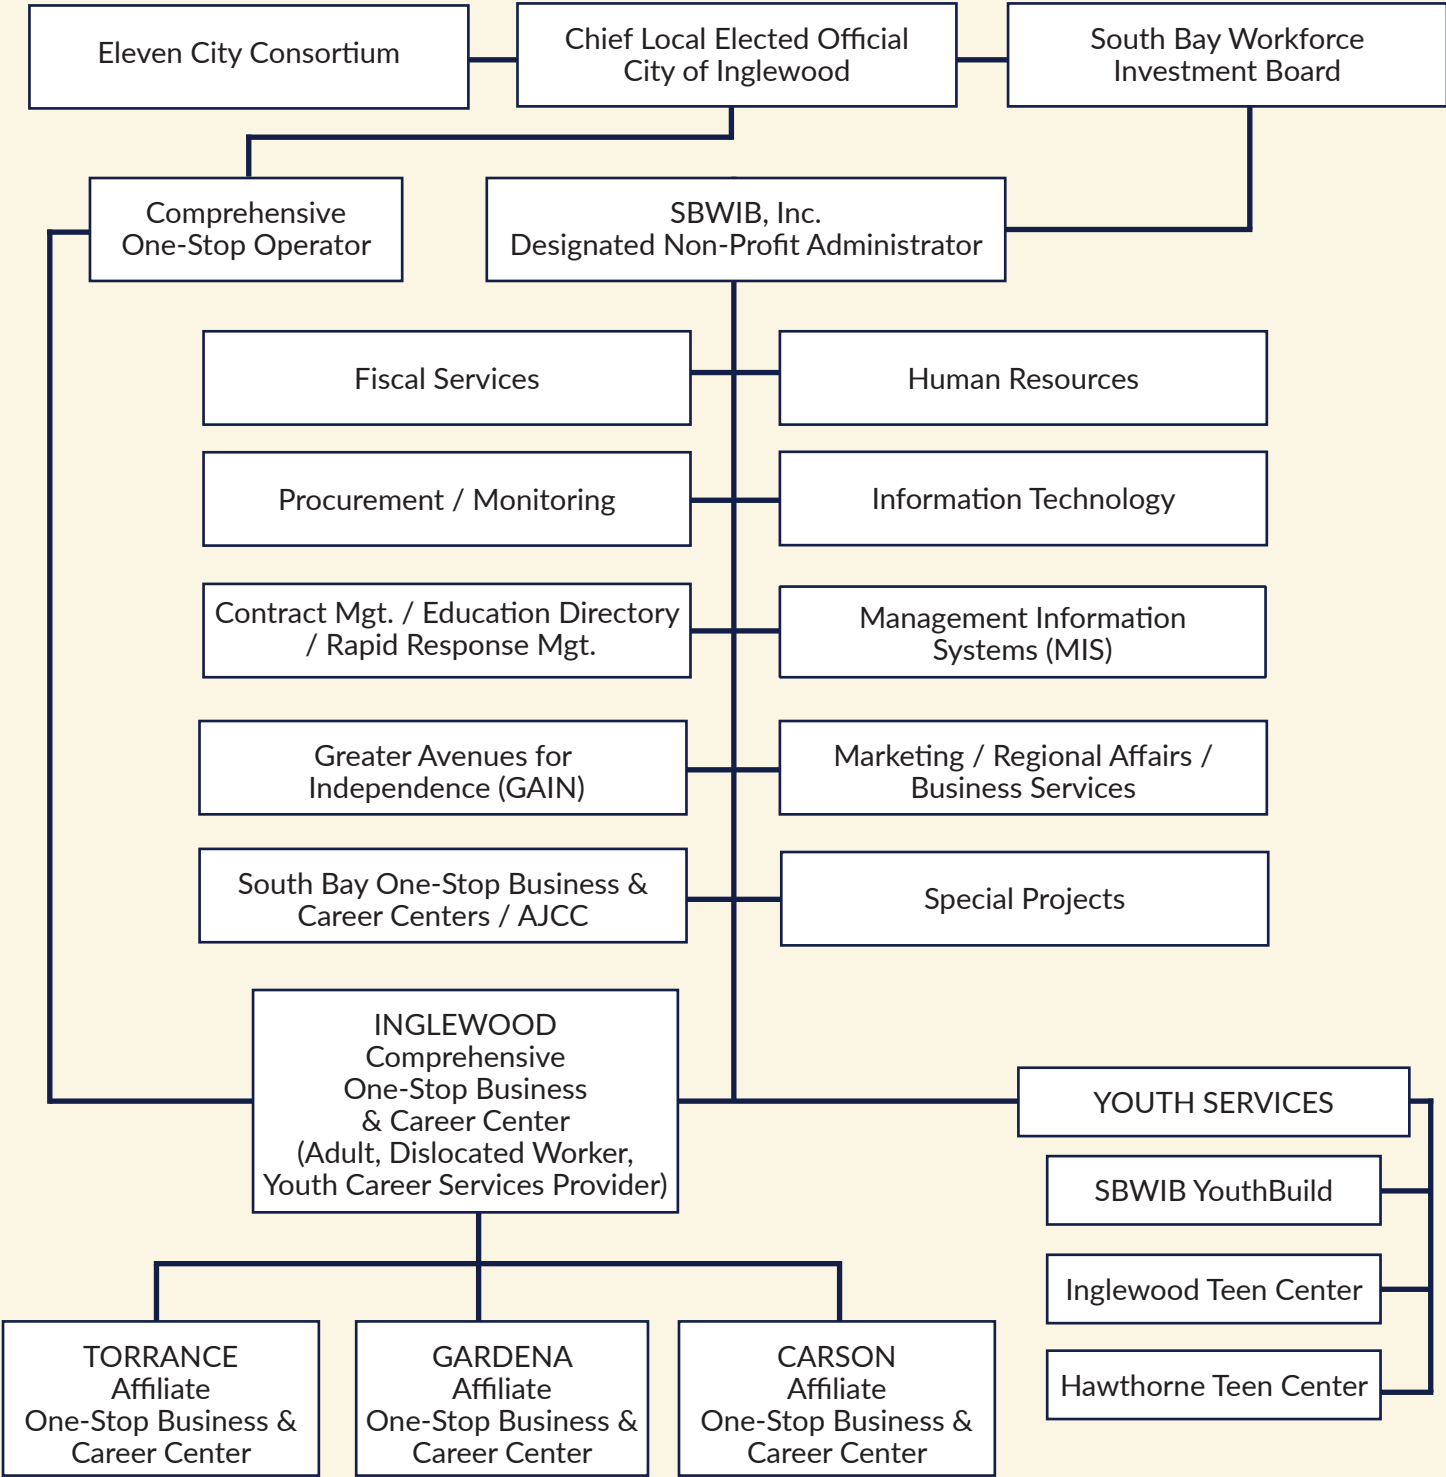 Eleven City Consortium
Chief Local Elected Official
City of Inglewood
South Bay Workforce
Investment Board
Comprehensive
One-Stop Operator
SBWIB, Inc.
Designated Non-Profit Administrator
Fiscal Services
Human Resources
Procurement / Monitoring
Information Technology
Contract Mgt. / Education Directory
/ Rapid Response Mgt.
Management Information
Systems (MIS)
Greater Avenues for
Independence (GAIN)
Marketing / Regional Affairs /
Business Services
South Bay One-Stop Business &
Career Centers / AJCC
Special Projects
INGLEWOOD
Comprehensive
One-Stop Business
& Career Center
(Adult, Dislocated Worker,
Youth Career Services Provider)
YOUTH SERVICES
SBWIB YouthBuild
Inglewood Teen Center
Hawthorne Teen Center
TORRANCE
Affiliate
One-Stop Business &
Career Center
GARDENA
Affiliate
One-Stop Business &
Career Center
CARSON
Affiliate
One-Stop Business &
Career Center